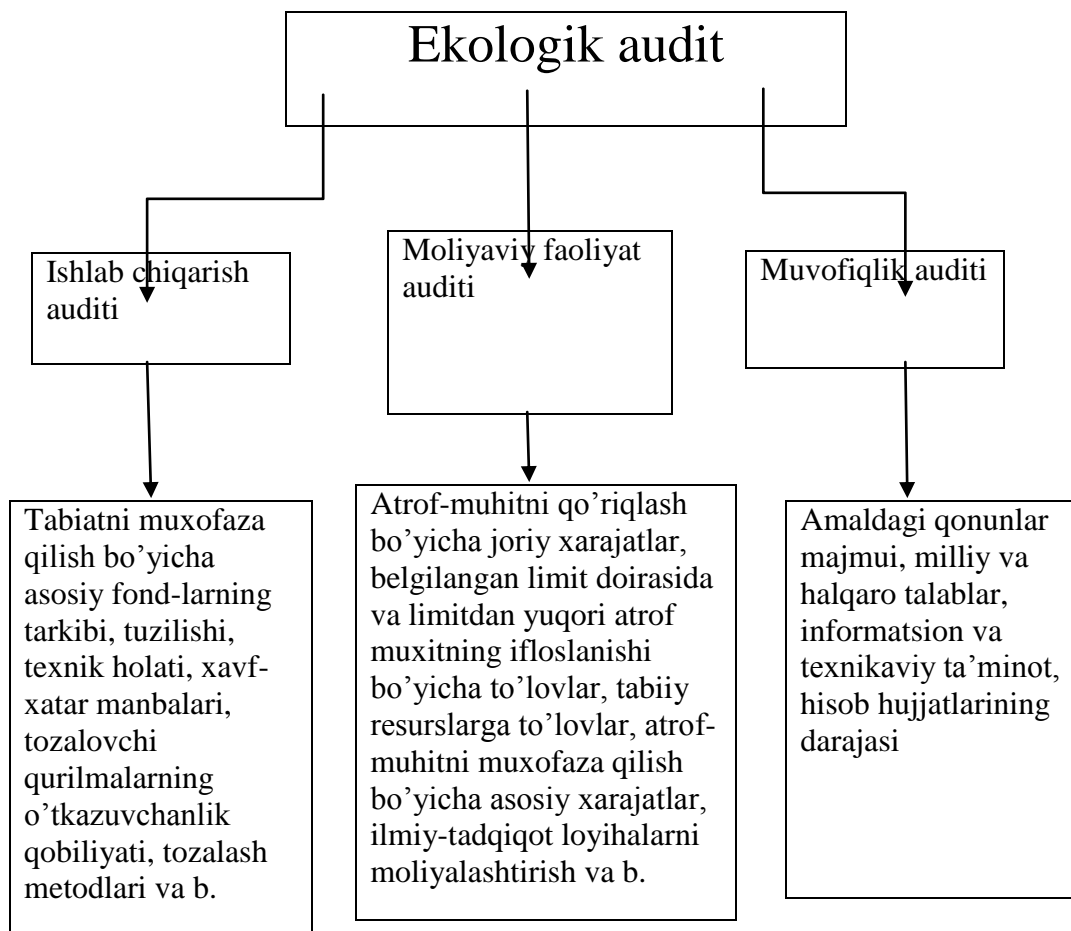 Ekologik audit
Ishlab chiqarish
auditi
Moliyaviy faoliyat
auditi
Muvofiqlik auditi
Tabiatni muxofaza
qilish bo’yicha
asosiy fond-larning
tarkibi, tuzilishi,
texnik holati, xavf-
xatar manbalari,
tozalovchi
qurilmalarning
o’tkazuvchanlik
qobiliyati, tozalash
metodlari va b.
Atrof-muhitni qo’riqlash
bo’yicha joriy xarajatlar,
belgilangan limit doirasida
va limitdan yuqori atrof
muxitning ifloslanishi
bo’yicha to’lovlar, tabiiy
resurslarga to’lovlar, atrof-
muhitni muxofaza qilish
bo’yicha asosiy xarajatlar,
ilmiy-tadqiqot loyihalarni
moliyalashtirish va b.
Amaldagi qonunlar
majmui, milliy va
halqaro talablar,
informatsion va
texnikaviy ta’minot,
hisob hujjatlarining
darajasi